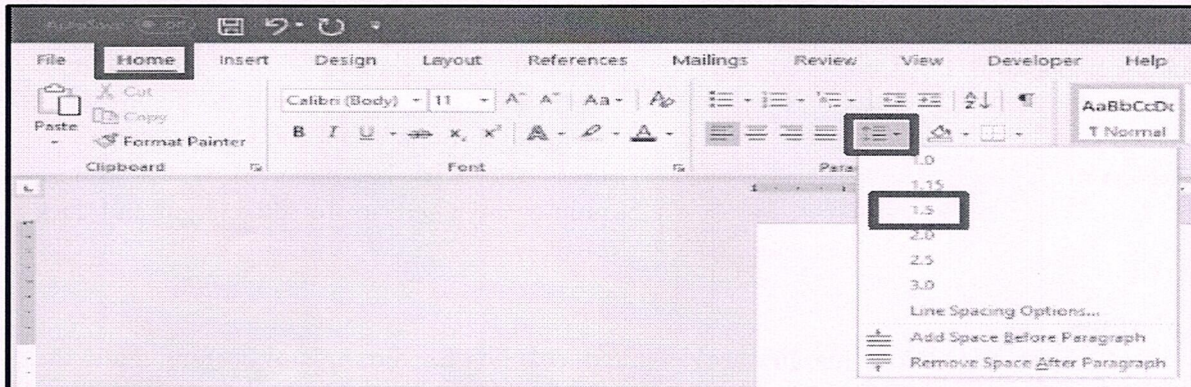 File Home Insert Design Layout References Mailings Review View Developer Help
Cut
Copy
Paste
Format Painter
Clipboard
Calibri (Body) 11 Aa
B I U
Font
AaBbCcDc
¶ Normal
Para
1.0
1.15
1.5
2.0
2.5
3.0
Line Spacing Options...
Add Space Before Paragraph
Remove Space After Paragraph